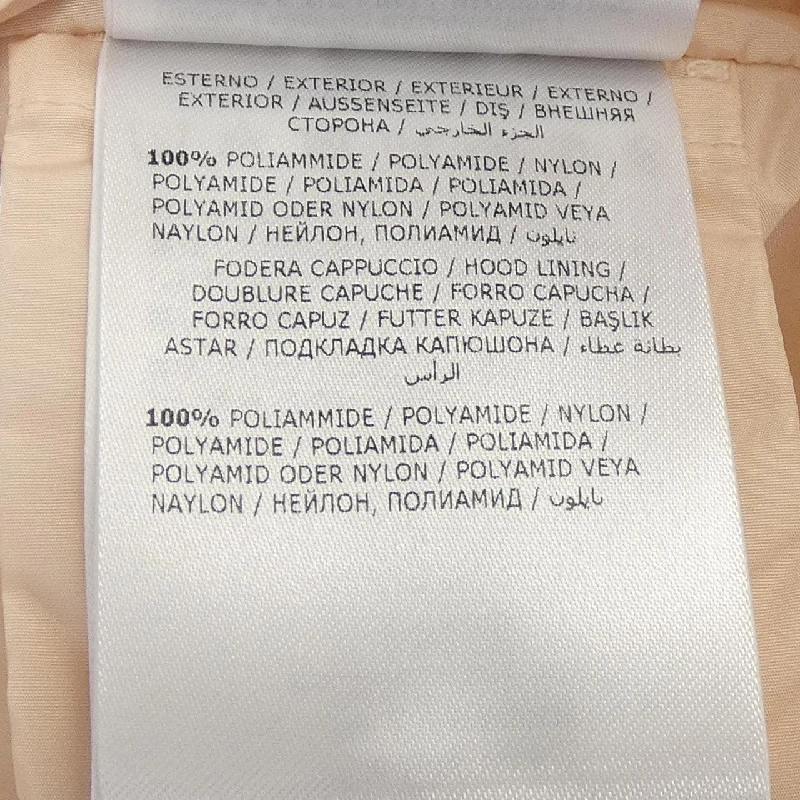 ESTERNO / EXTERIOR / EXTERIEUR / EXTERNO /
EXTERIOR / AUSSENSEITE / DIŞ / ВНЕШНЯЯ
СТОРОНА / الجزء الخارجي
100% POLIAMMIDE / POLYAMIDE / NYLON /
POLYAMIDE / POLIAMIDA / POLIAMIDA /
POLYAMID ODER NYLON / POLYAMID VEYA
NAYLON / НЕЙЛОН, ПОЛИАМИД / نايلون
FODERA CAPPUCCIO / HOOD LINING /
DOUBLURE CAPUCHE / FORRO CAPUCHA /
FORRO CAPUZ / FUTTER KAPUZE / BAŞLIK
ASTAR / ПОДКЛАДКА КАПЮШОНА / بطانة غطاء
الرأس
100% POLIAMMIDE / POLYAMIDE / NYLON /
POLYAMIDE / POLIAMIDA / POLIAMIDA /
POLYAMID ODER NYLON / POLYAMID VEYA
NAYLON / НЕЙЛОН, ПОЛИАМИД / نايلون